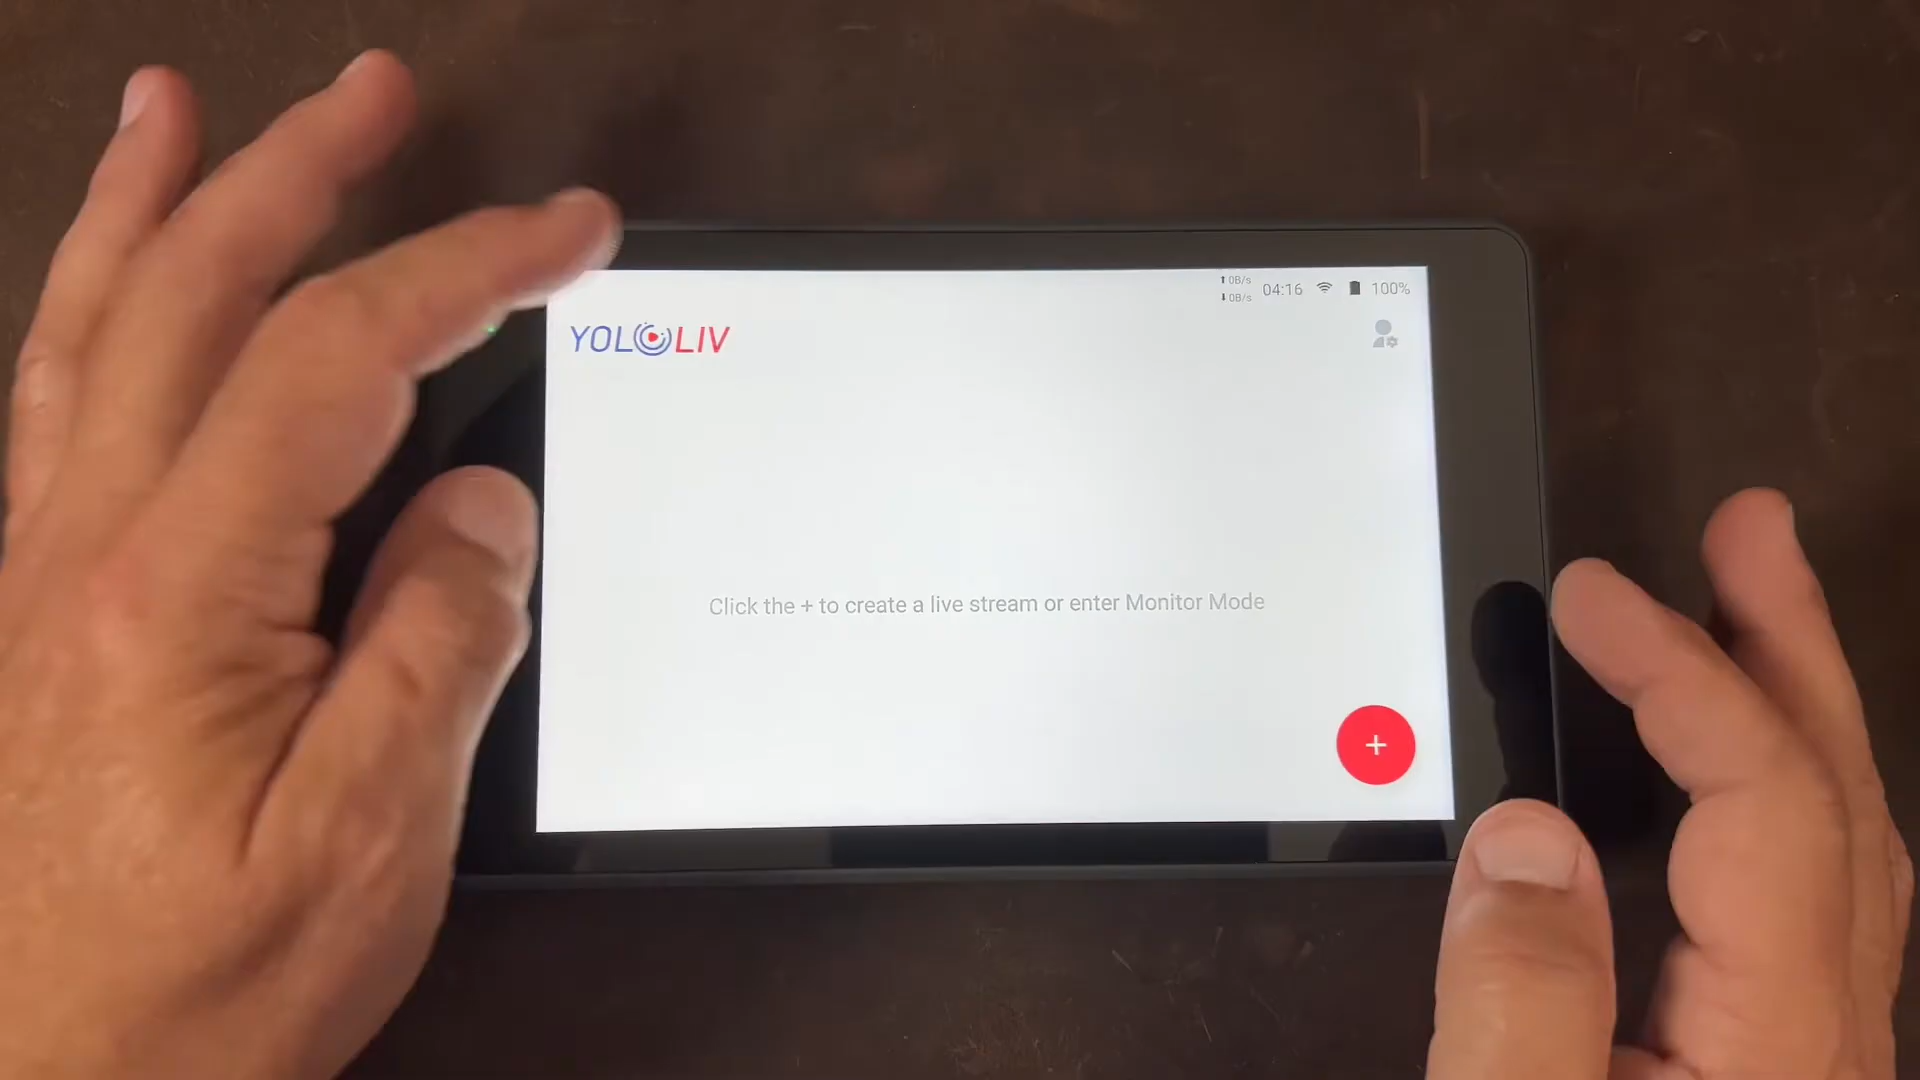 0B/s
0B/s
04:16
100%
YOLOLIV
Click the + to create a live stream or enter Monitor Mode
+